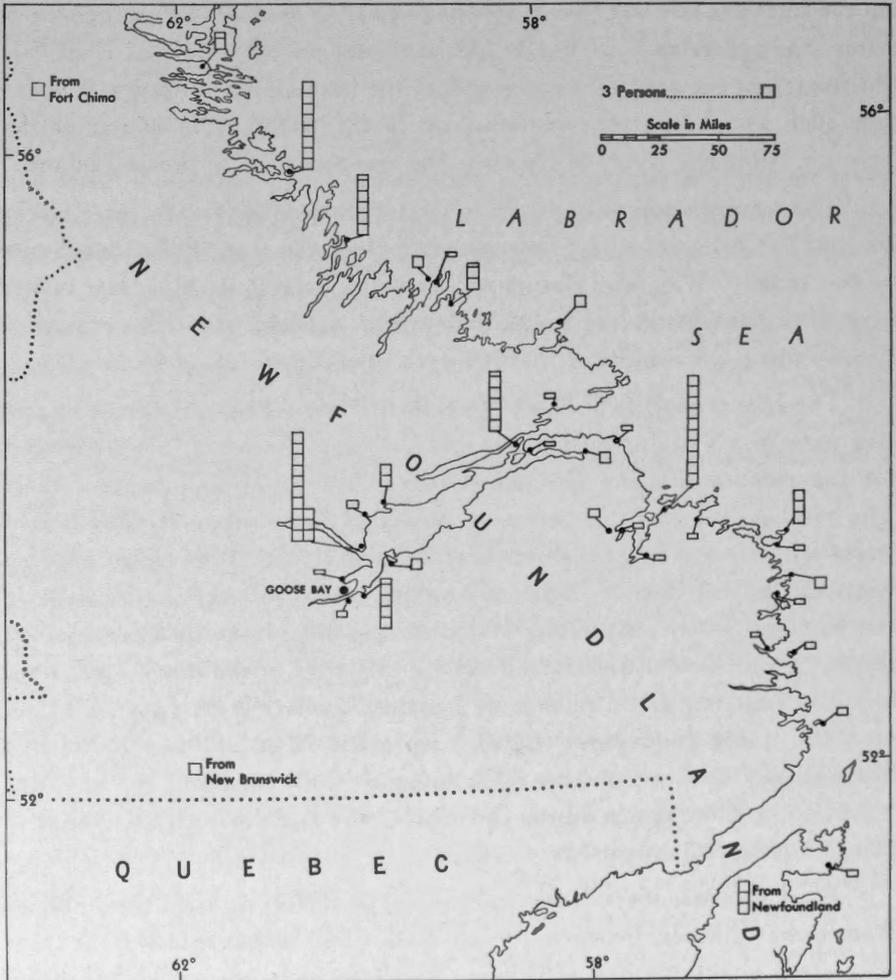 62°
58°
From
Fort Chimo
3 Persons
56°
Scale in Miles
0 10 25 50 75
56°
LABRADOR
SEA
NEWFOUNDLAND
GOOSE BAY
From
New Brunswick
52°
52°
QUEBEC
From
Newfoundland
62°
58°